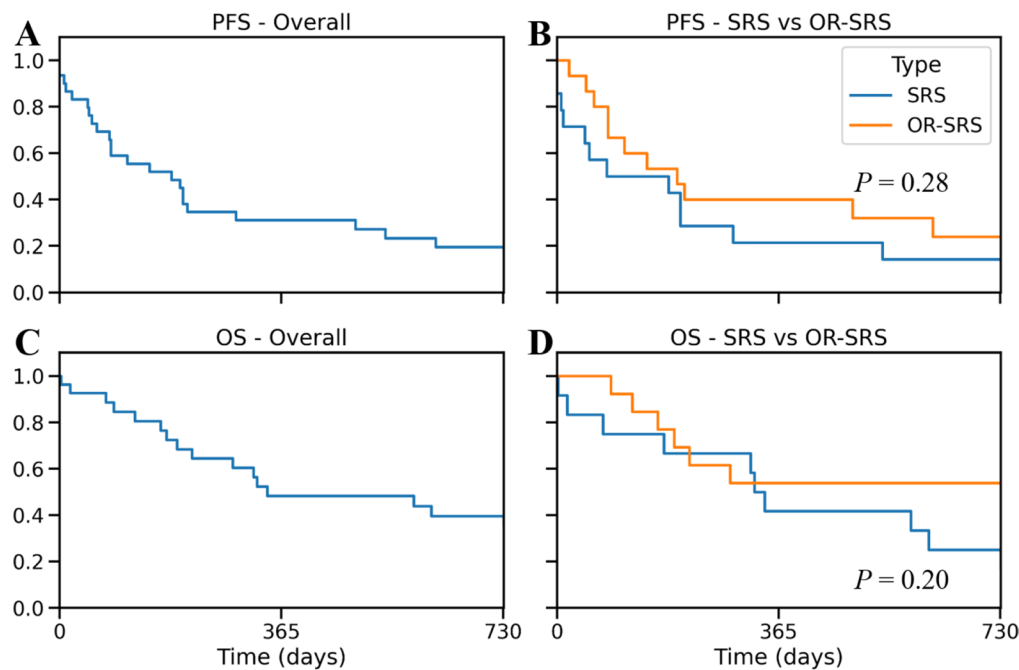 A
PFS - Overall
1.0
0.8
0.6
0.4
0.2
0.0
B
PFS - SRS vs OR-SRS
Type
SRS
OR-SRS
P = 0.28
C
OS - Overall
1.0
0.8
0.6
0.4
0.2
0.0
0
365
730
Time (days)
D
OS - SRS vs OR-SRS
P = 0.20
0
365
730
Time (days)